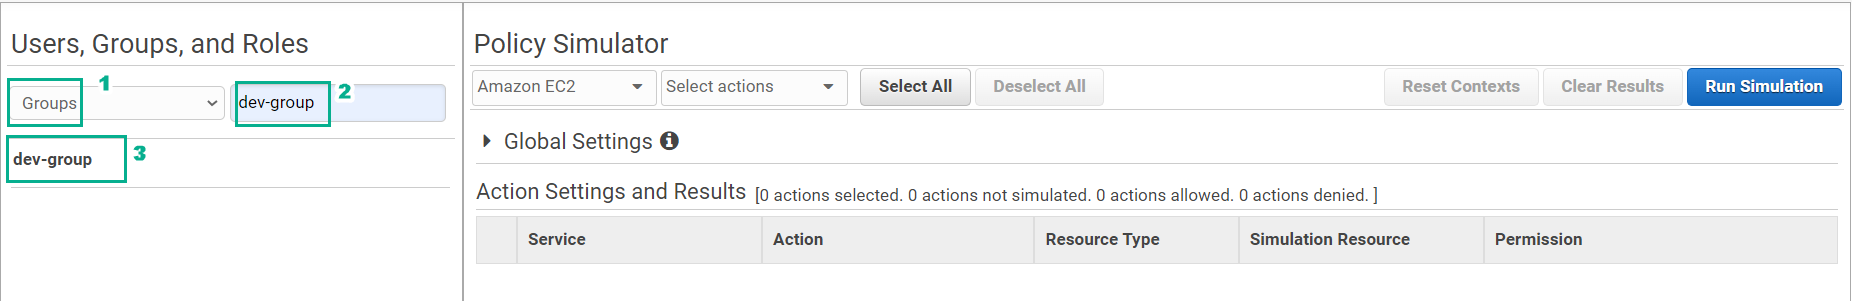 Users, Groups, and Roles
Groups 1 dev-group 2
dev-group 3
Policy Simulator
Amazon EC2 Select actions Select All Deselect All Reset Contexts Clear Results Run Simulation
Global Settings
Action Settings and Results [0 actions selected. 0 actions not simulated. 0 actions allowed. 0 actions denied. ]
Service Action Resource Type Simulation Resource Permission